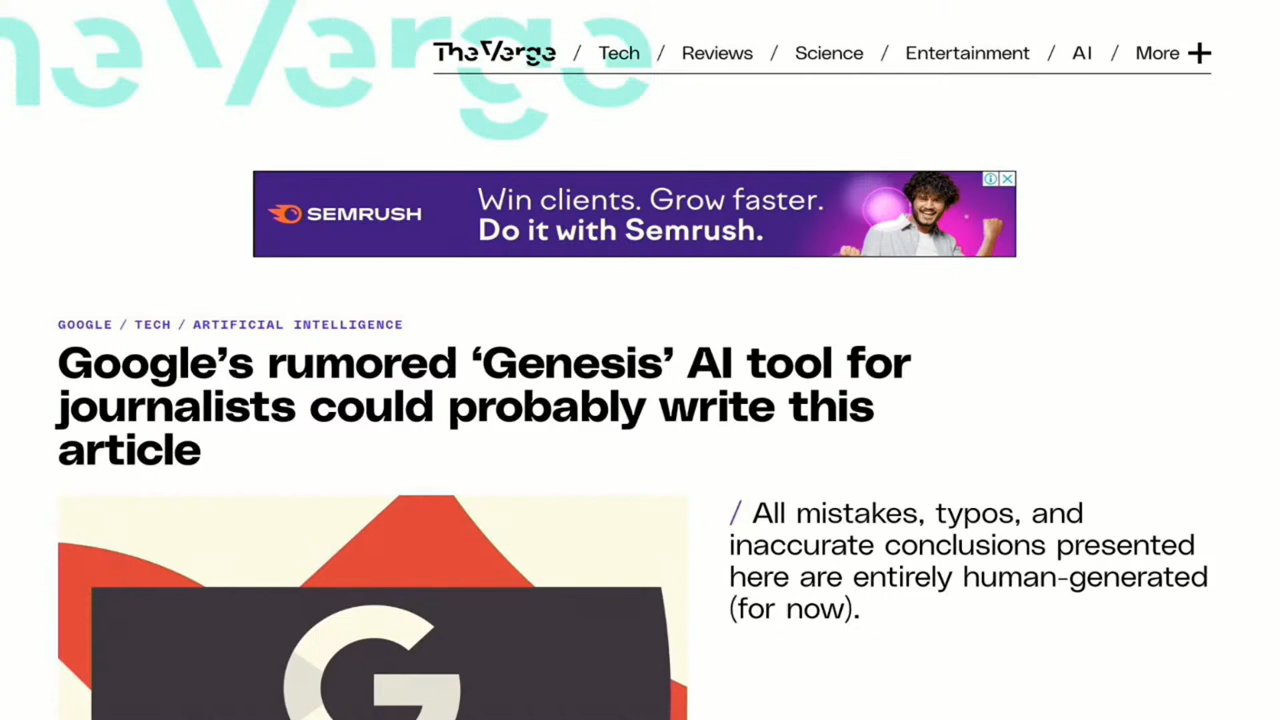 The Verge
The Verge / Tech / Reviews / Science / Entertainment / AI / More +
SEMRUSH
Win clients. Grow faster.
Do it with Semrush.
GOOGLE / TECH / ARTIFICIAL INTELLIGENCE
Google’s rumored ‘Genesis’ AI tool for
journalists could probably write this
article
/ All mistakes, typos, and
inaccurate conclusions presented
here are entirely human-generated
(for now).
G